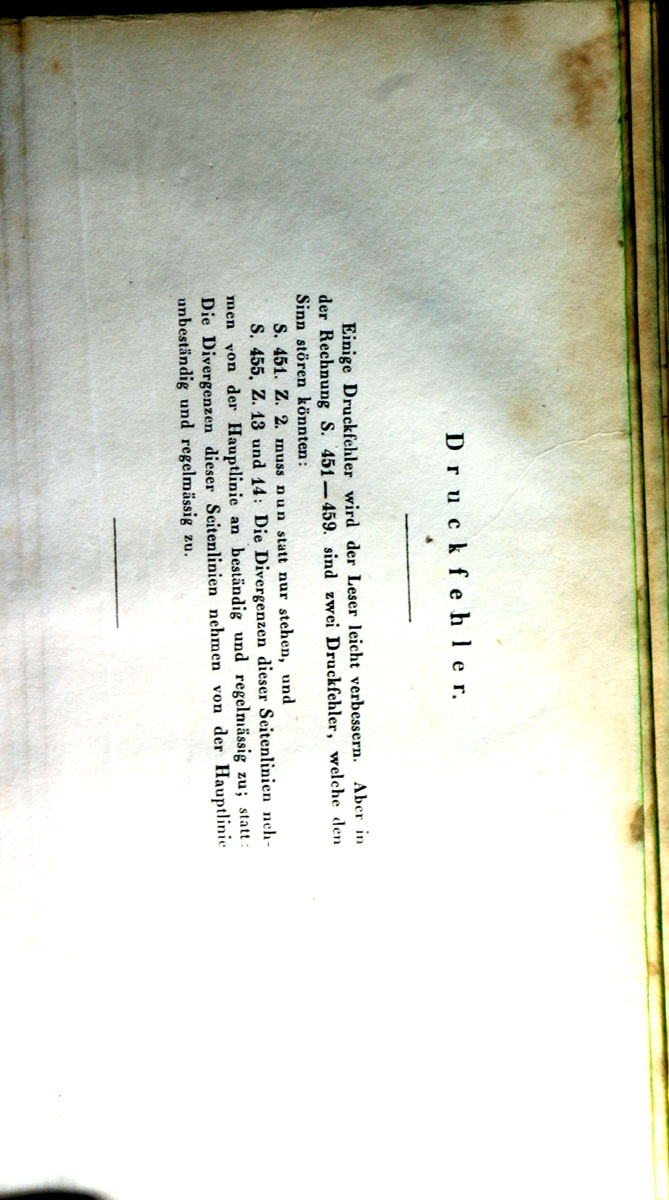 Druckfehler.
Einige Druckfehler wird der Leser leicht verbessern. Aber in
der Rechnung S. 451—459. sind zwei Druckfehler, welche den
Sinn stören könnten:
S. 451. Z. 2. muss nun statt nur stehen, und
S. 455, Z. 13 und 14: Die Divergenzen dieser Seitenlinien neh-
men von der Hauptlinie an beständig und regelmässig zu; statt:
Die Divergenzen dieser Seitenlinien nehmen von der Hauptlinie
unbeständig und regelmässig zu.